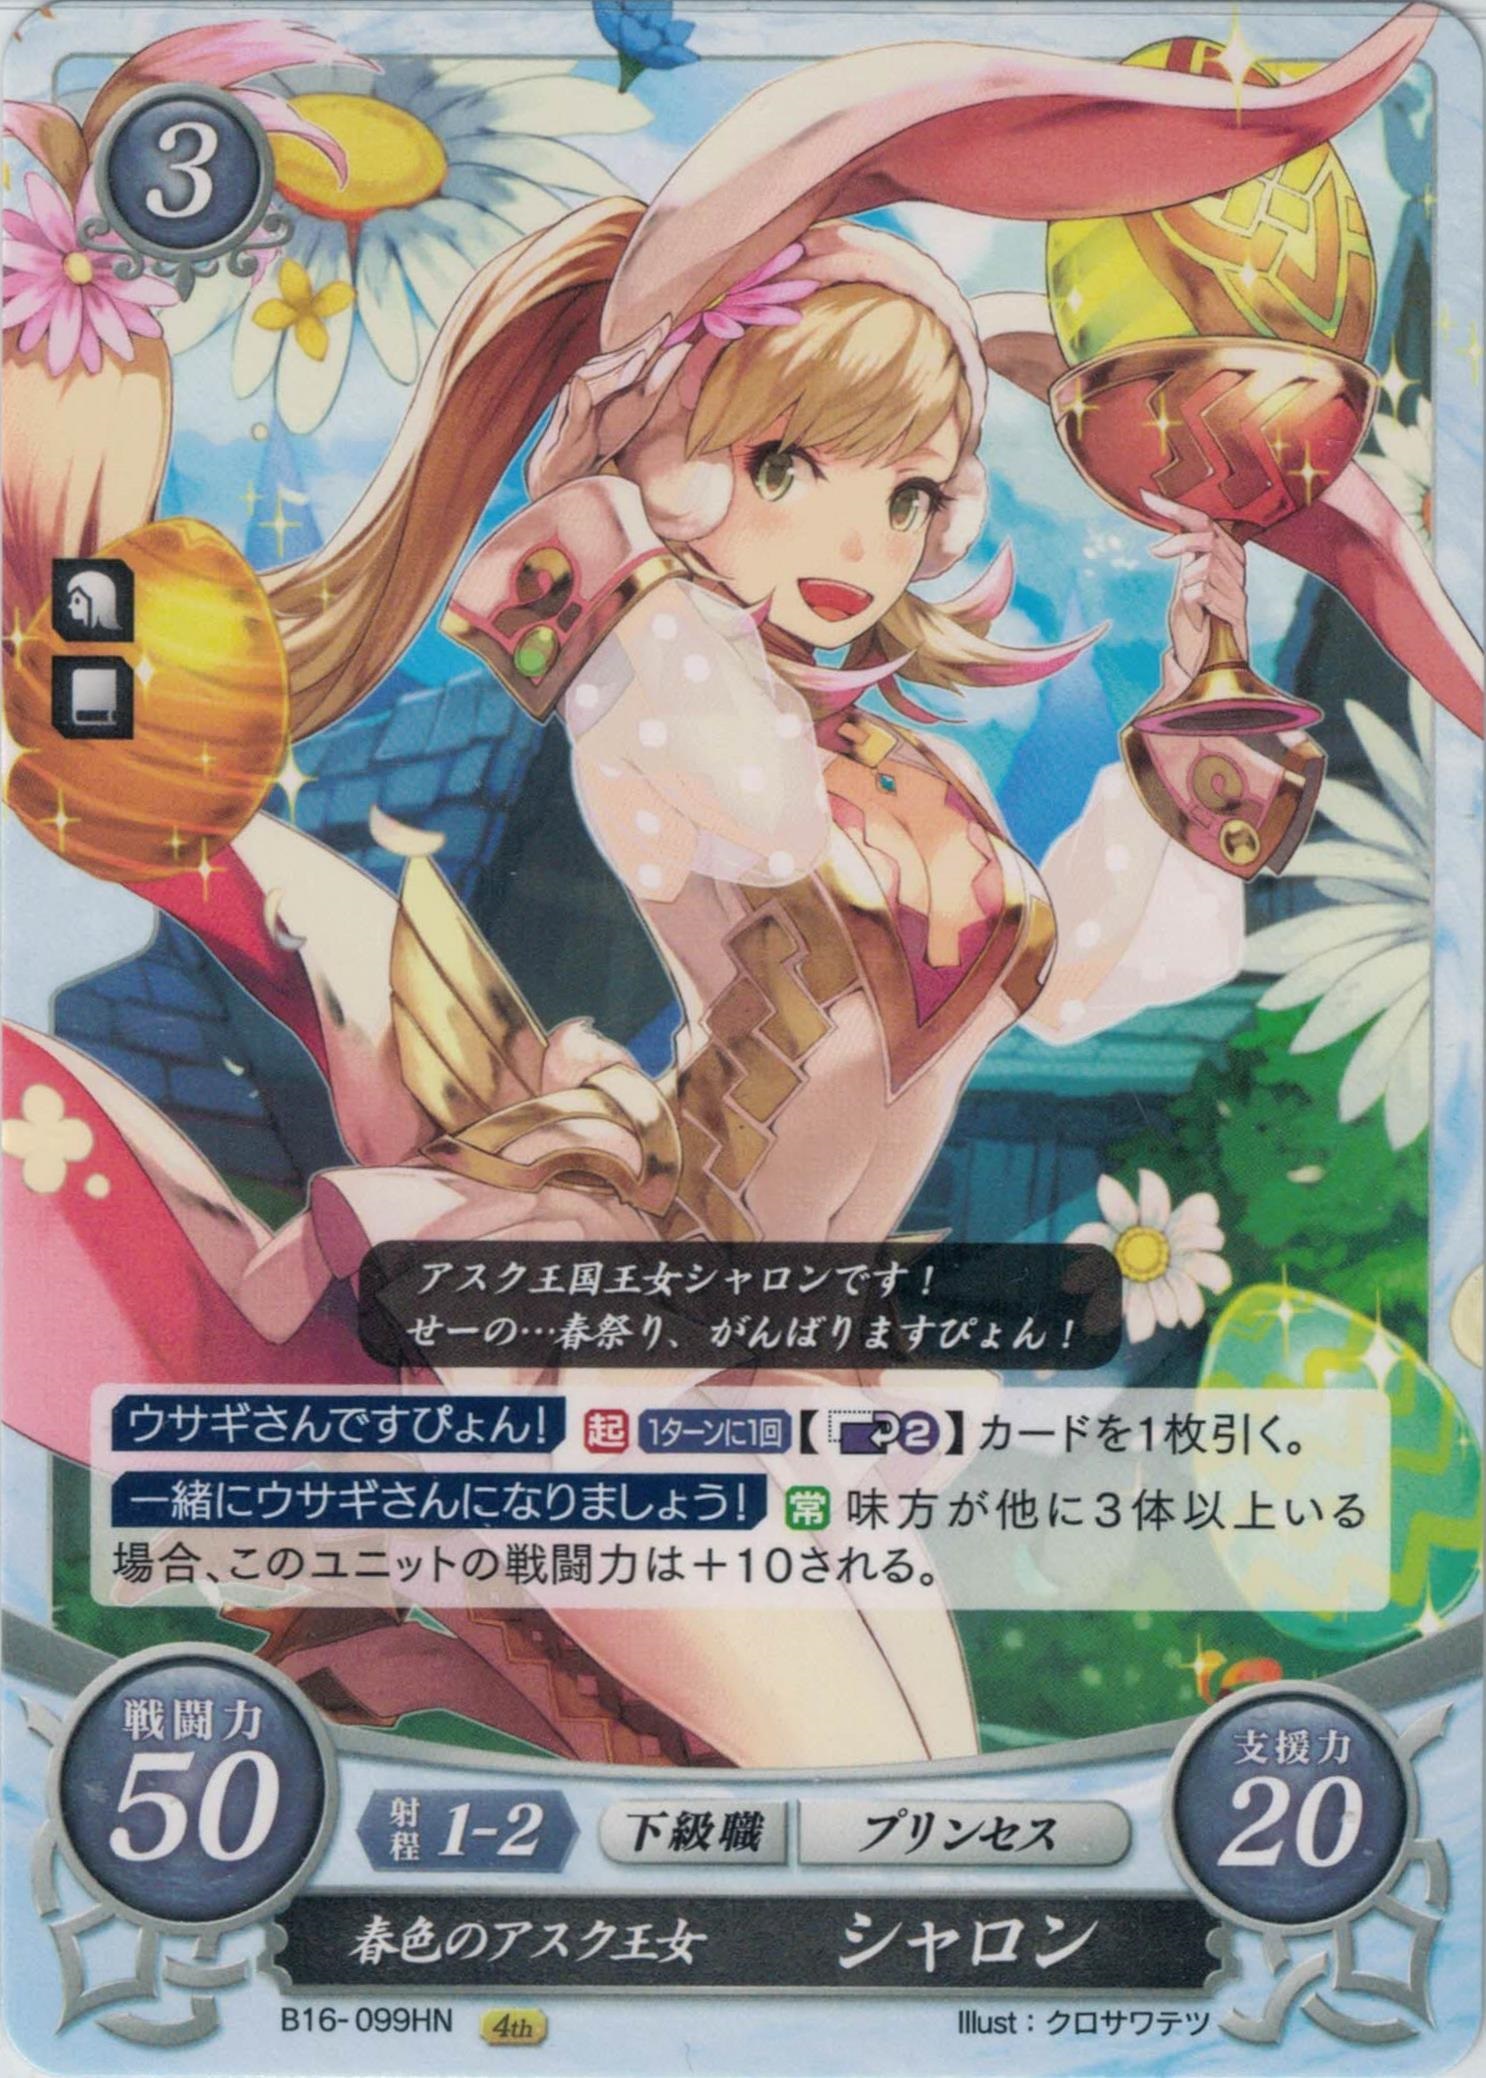 3
アスク王国王女シャロンです!
せーの…春祭り、がんばりますぴょん!
ウサギさんですぴょん! 起 1ターンに1回【2】カードを1枚引く。
一緒にウサギさんになりましょう! 常 味方が他に3体以上いる
場合、このユニットの戦闘力は+10される。
戦闘力
50
射程 1-2
下級職
プリンセス
支援力
20
春色のアスク王女 シャロン
B16-099HN 4th
Illust:クロサワテツ